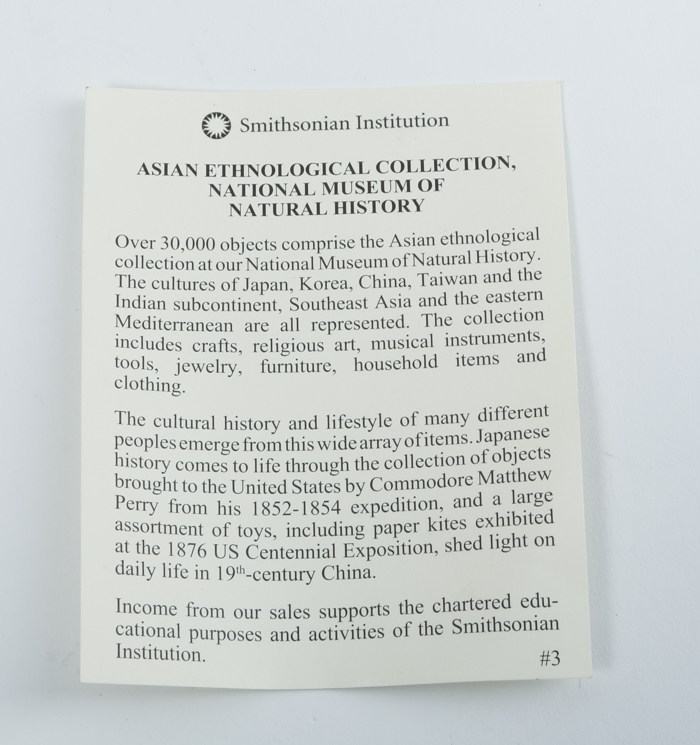 Smithsonian Institution
ASIAN ETHNOLOGICAL COLLECTION,
NATIONAL MUSEUM OF
NATURAL HISTORY
Over 30,000 objects comprise the Asian ethnological
collection at our National Museum of Natural History.
The cultures of Japan, Korea, China, Taiwan and the
Indian subcontinent, Southeast Asia and the eastern
Mediterranean are all represented. The collection
includes crafts, religious art, musical instruments,
tools, jewelry, furniture, household items and
clothing.
The cultural history and lifestyle of many different
peoples emerge from this wide array of items. Japanese
history comes to life through the collection of objects
brought to the United States by Commodore Matthew
Perry from his 1852-1854 expedition, and a large
assortment of toys, including paper kites exhibited
at the 1876 US Centennial Exposition, shed light on
daily life in 19th-century China.
Income from our sales supports the chartered edu-
cational purposes and activities of the Smithsonian
Institution.
#3